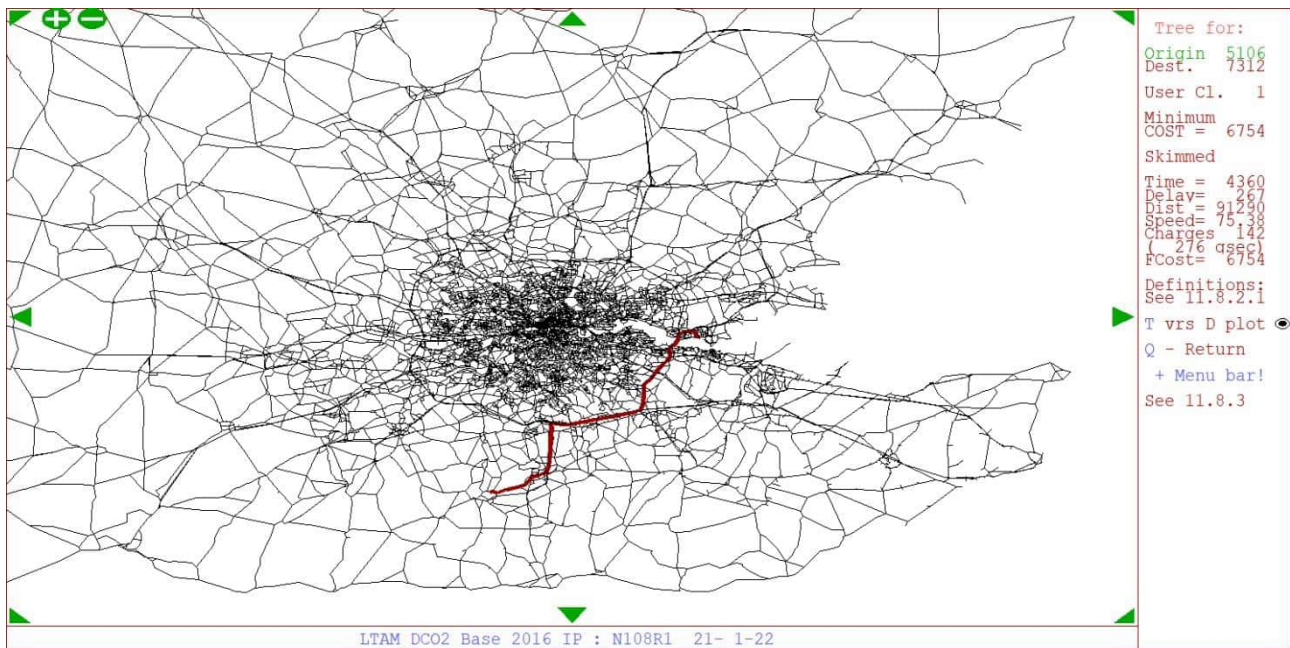 Tree for:
Origin 5106
Dest. 7312
User Cl. 1
Minimum
COST = 6754
Skimmed
Time = 4360
Delay= 267
Dist = 91290
Speed= 75.38
Charges 142
( 276 qsec)
FCost= 6754
Definitions:
See 11.8.2.1
T vrs D plot
Q - Return
+ Menu bar!
See 11.8.3
LTAM DCO2 Base 2016 IP : N108R1 21- 1-22